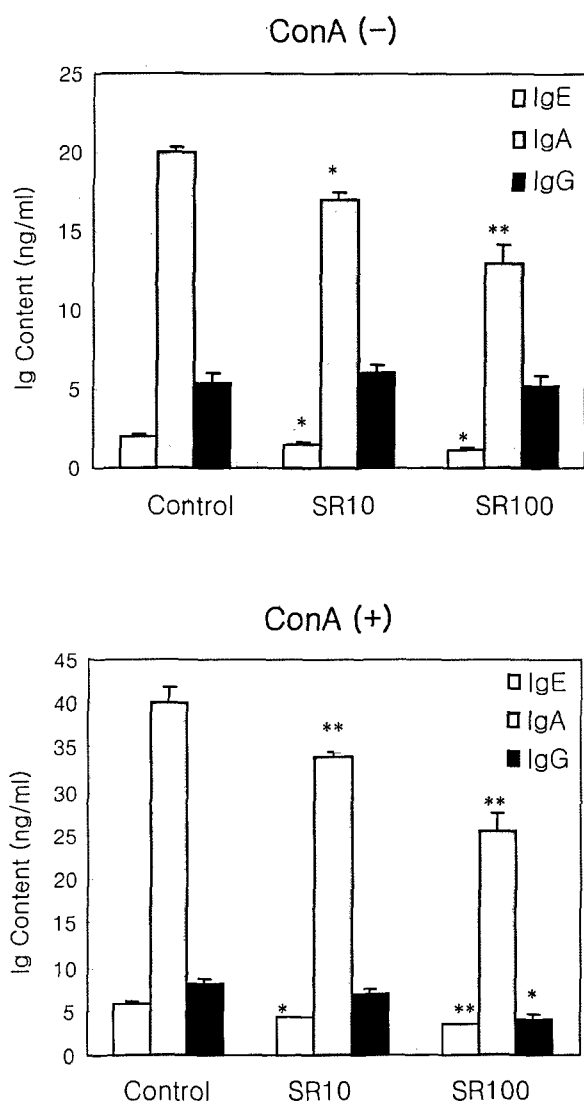 ConA (−)
25
20
15
10
5
0
Ig Content (ng/ml)
IgE
IgA
IgG
*
**
*
*
Control SR10 SR100
ConA (+)
45
40
35
30
25
20
15
10
5
0
Ig Content (ng/ml)
IgE
IgA
IgG
**
**
*
**
*
Control SR10 SR100